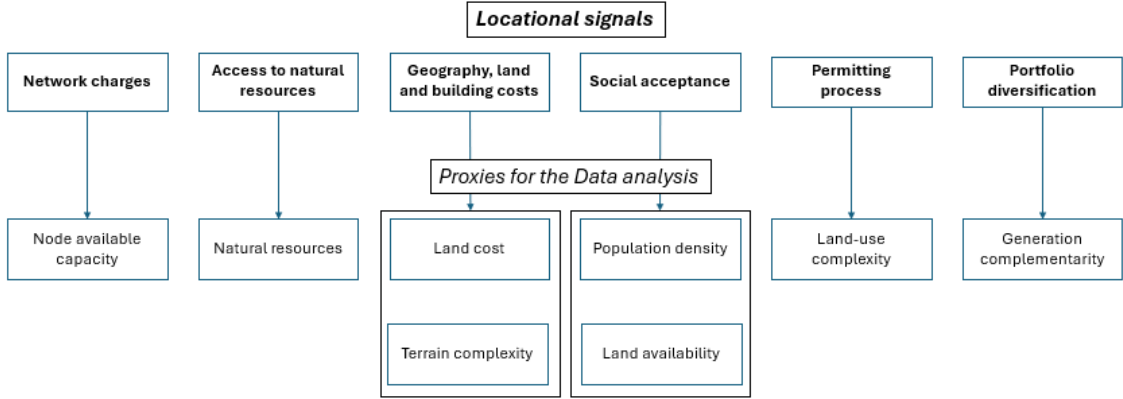 Locational signals
Network charges
Access to natural
resources
Geography, land
and building costs
Social acceptance
Permitting
process
Portfolio
diversification
Proxies for the Data analysis
Node available
capacity
Natural resources
Land cost
Population density
Land-use
complexity
Generation
complementarity
Terrain complexity
Land availability